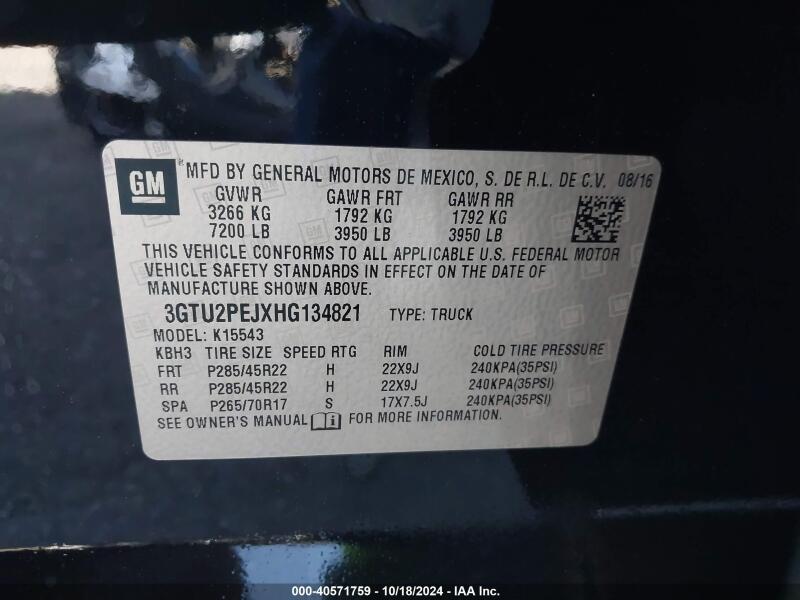 GM
® MFD BY GENERAL MOTORS DE MEXICO, S. DE R.L. DE C.V. 08/16
GVWR GAWR FRT GAWR RR
3266 KG 1792 KG 1792 KG
7200 LB 3950 LB 3950 LB
THIS VEHICLE CONFORMS TO ALL APPLICABLE U.S. FEDERAL MOTOR
VEHICLE SAFETY STANDARDS IN EFFECT ON THE DATE OF
MANUFACTURE SHOWN ABOVE.
3GTU2PEJXHG134821 TYPE: TRUCK
MODEL: K15543
KBH3 TIRE SIZE SPEED RTG RIM COLD TIRE PRESSURE
FRT P285/45R22 H 22X9J 240KPA(35PSI)
RR P285/45R22 H 22X9J 240KPA(35PSI)
SPA P265/70R17 S 17X7.5J 240KPA(35PSI)
SEE OWNER'S MANUAL FOR MORE INFORMATION.
000-40571759 - 10/18/2024 - IAA Inc.